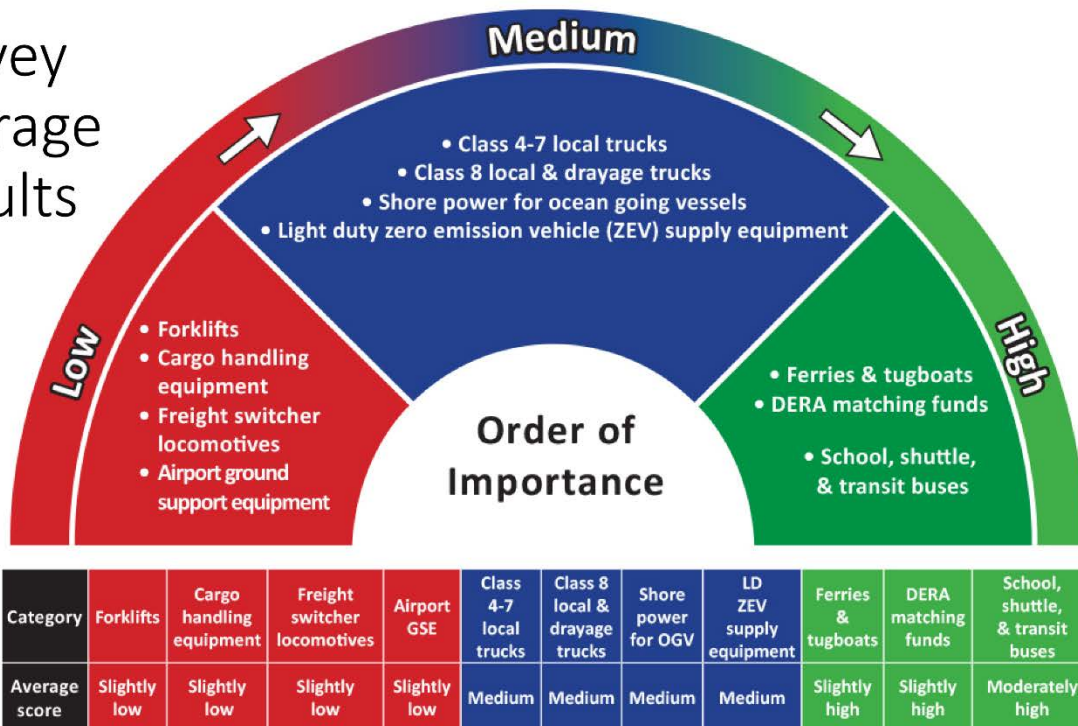 Medium
• Class 4-7 local trucks
• Class 8 local & drayage trucks
• Shore power for ocean going vessels
• Light duty zero emission vehicle (ZEV) supply equipment
Low
• Forklifts
• Cargo handling
equipment
• Freight switcher
locomotives
• Airport ground
support equipment
High
• Ferries & tugboats
• DERA matching funds
• School, shuttle,
& transit buses
Order of
Importance
Category
Forklifts
Cargo
handling
equipment
Freight
switcher
locomotives
Airport
GSE
Class
4-7
local
trucks
Class 8
local &
drayage
trucks
Shore
power
for OGV
LD
ZEV
supply
equipment
Ferries
&
tugboats
DERA
matching
funds
School,
shuttle,
& transit
buses
Average
score
Slightly
low
Slightly
low
Slightly
low
Slightly
low
Medium
Medium
Medium
Medium
Slightly
high
Slightly
high
Moderately
high